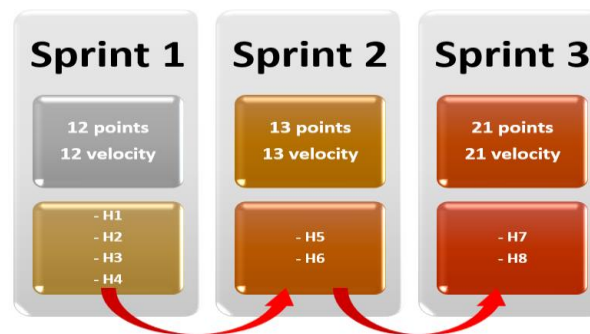 Sprint 1
12 points
12 velocity
- H1
- H2
- H3
- H4
Sprint 2
13 points
13 velocity
- H5
- H6
Sprint 3
21 points
21 velocity
- H7
- H8